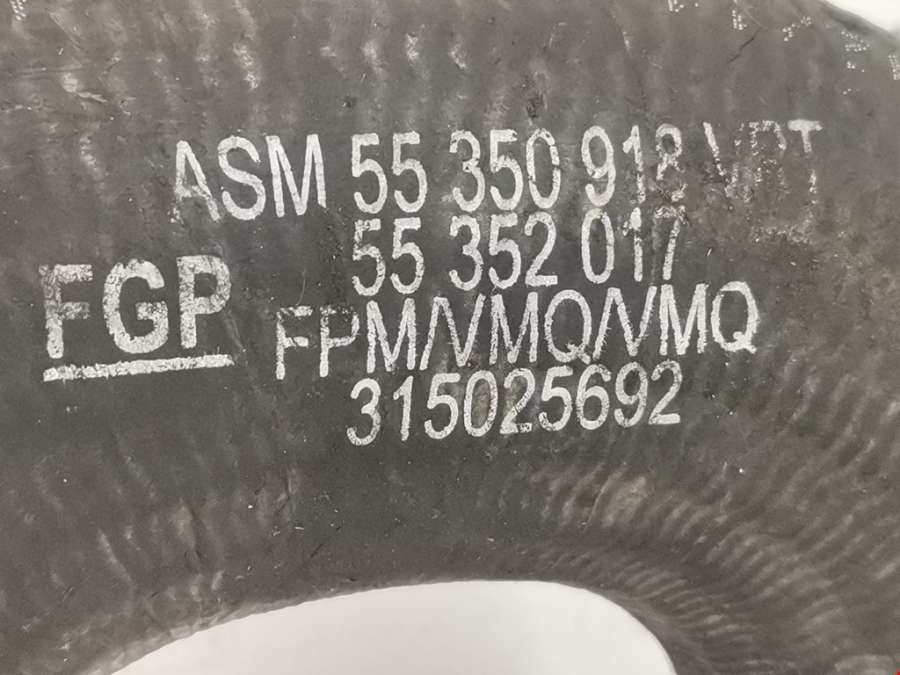 ASM 55 350 918 VPT
55 352 017
FGP
FPM/VMQ/VMQ
315025692